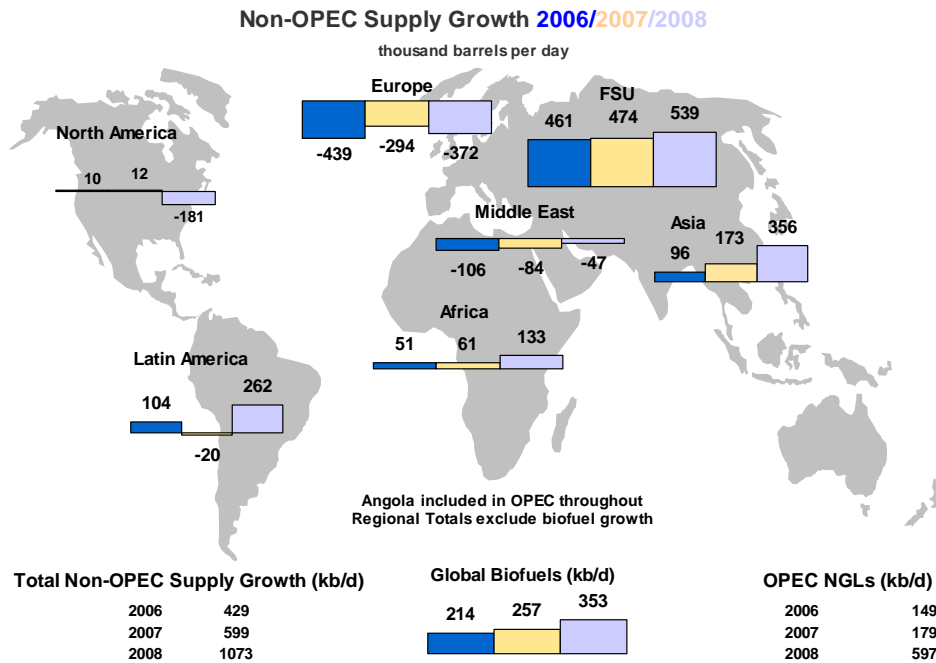 Non-OPEC Supply Growth 2006/2007/2008
thousand barrels per day
Europe
-439 -294 -372
FSU
461 474 539
North America
10 12
-181
Middle East
-106 -84 -47
Asia
96 173 356
Africa
51 61 133
Latin America
104 262
-20
Angola included in OPEC throughout
Regional Totals exclude biofuel growth
Total Non-OPEC Supply Growth (kb/d)
2006 429
2007 599
2008 1073
Global Biofuels (kb/d)
214 257 353
OPEC NGLs (kb/d)
2006 149
2007 179
2008 597